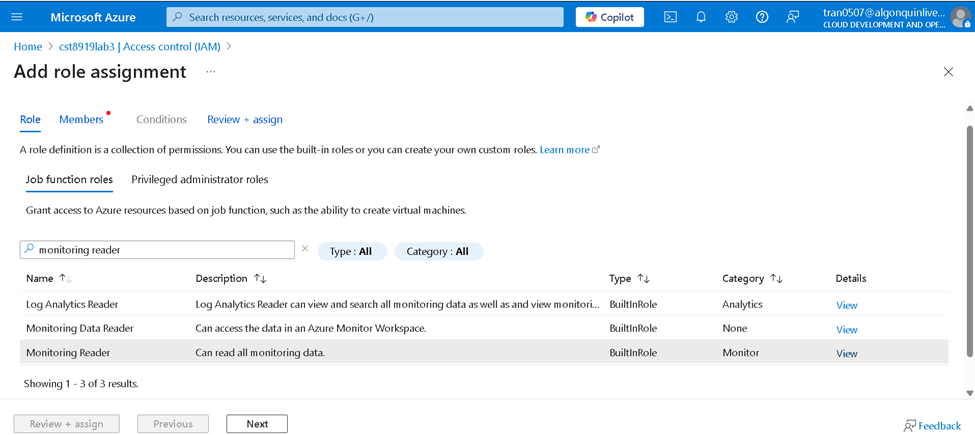 Microsoft Azure
Search resources, services, and docs (G+/)
Copilot
tran0507@algonquinlive...
CLOUD DEVELOPMENT AND OPE...
Home > cst8919lab3 | Access control (IAM) >
Add role assignment ...
Role Members Conditions Review + assign
A role definition is a collection of permissions. You can use the built-in roles or you can create your own custom roles. Learn more
Job function roles Privileged administrator roles
Grant access to Azure resources based on job function, such as the ability to create virtual machines.
monitoring reader × Type : All Category : All
Name ↑↓ Description ↑↓ Type ↑↓ Category ↑↓ Details
Log Analytics Reader Log Analytics Reader can view and search all monitoring data as well as and view monitori... BuiltInRole Analytics View
Monitoring Data Reader Can access the data in an Azure Monitor Workspace. BuiltInRole None View
Monitoring Reader Can read all monitoring data. BuiltInRole Monitor View
Showing 1 - 3 of 3 results.
Review + assign Previous Next Feedback